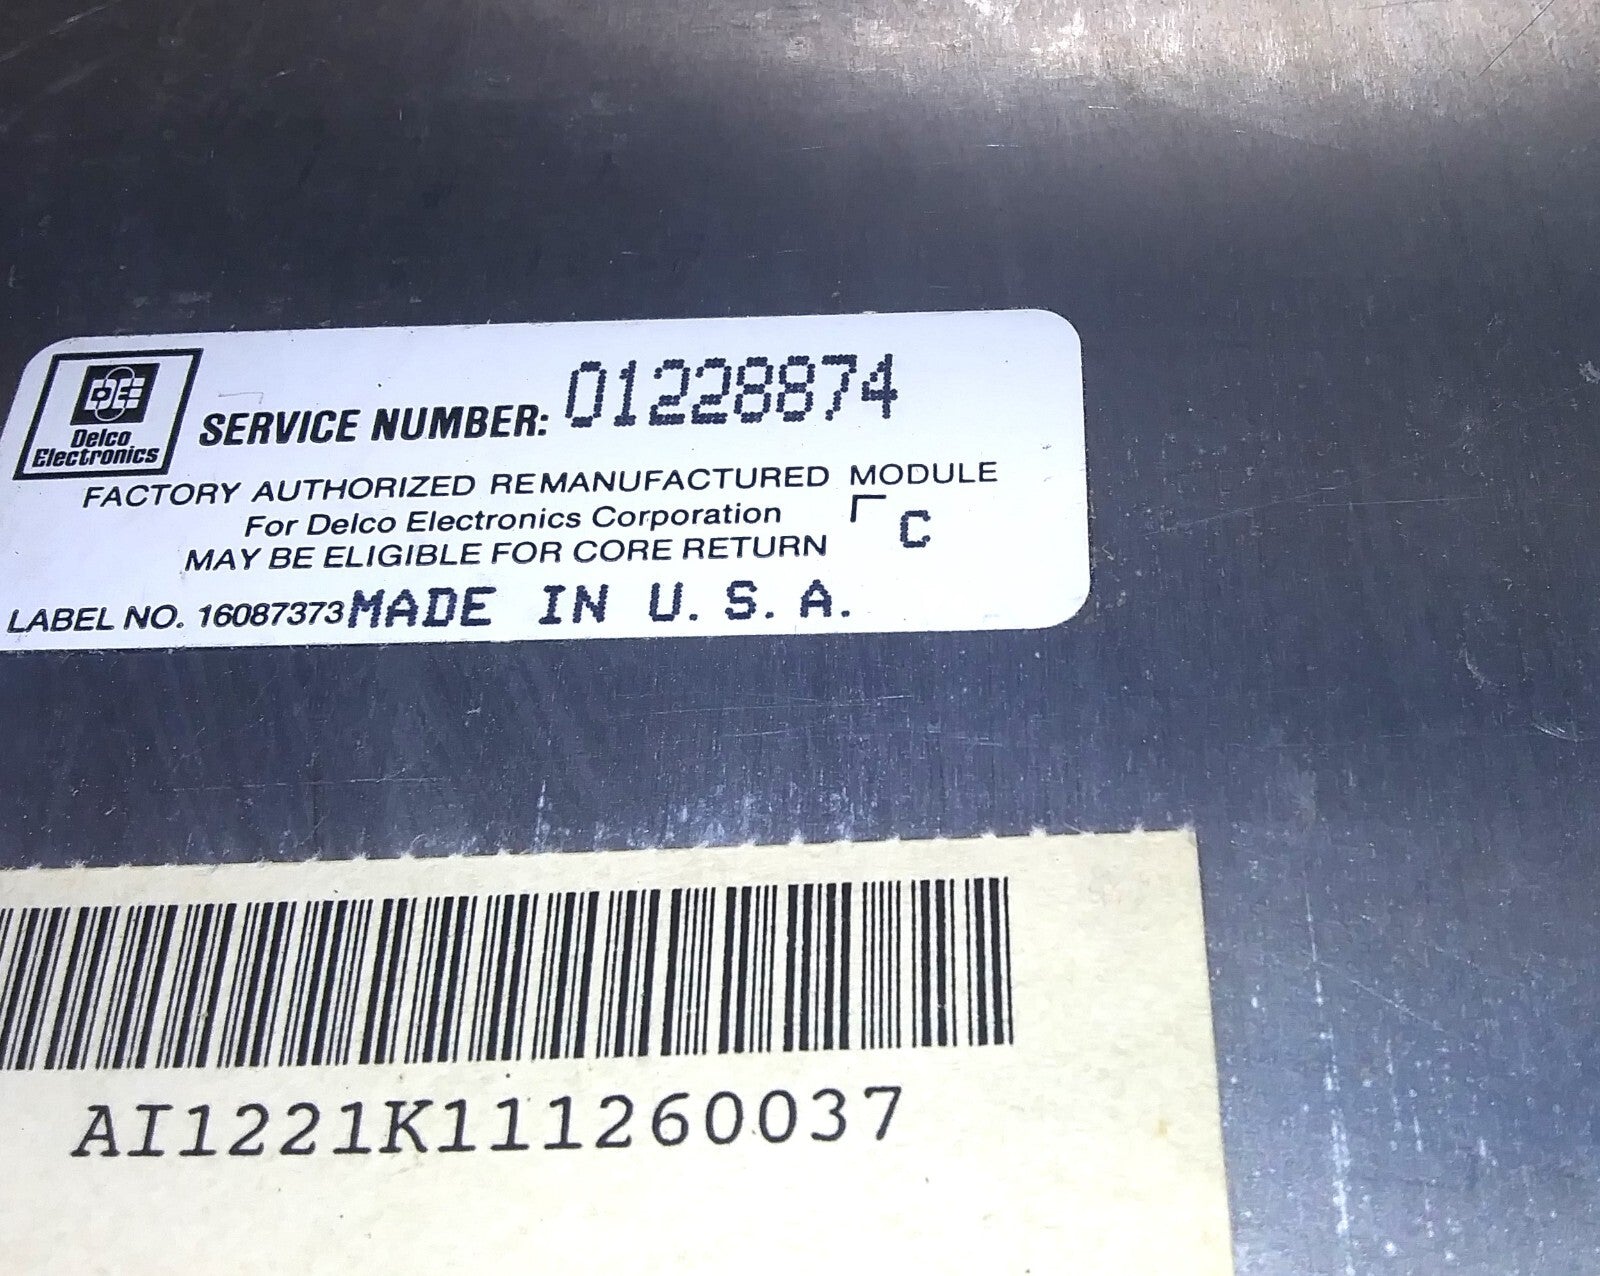 DE
Delco
Electronics
SERVICE NUMBER: 01228874
FACTORY AUTHORIZED REMANUFACTURED MODULE
For Delco Electronics Corporation
C
MAY BE ELIGIBLE FOR CORE RETURN
LABEL NO. 16087373 MADE IN U.S.A.
AI1221K111260037